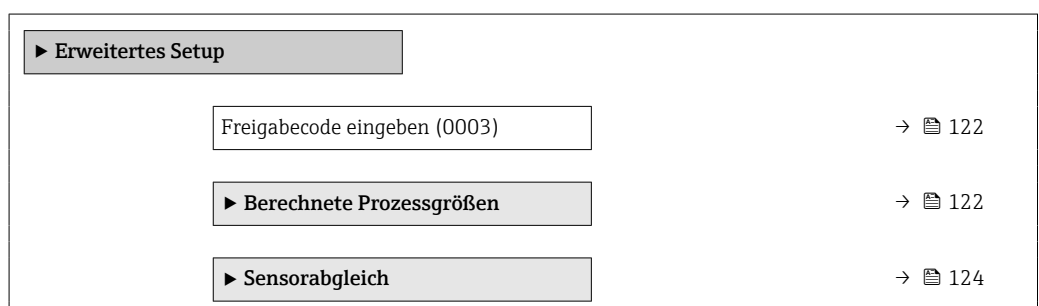 ▶ Erweitertes Setup
Freigabecode eingeben (0003) → 122
▶ Berechnete Prozessgrößen → 122
▶ Sensorabgleich → 124